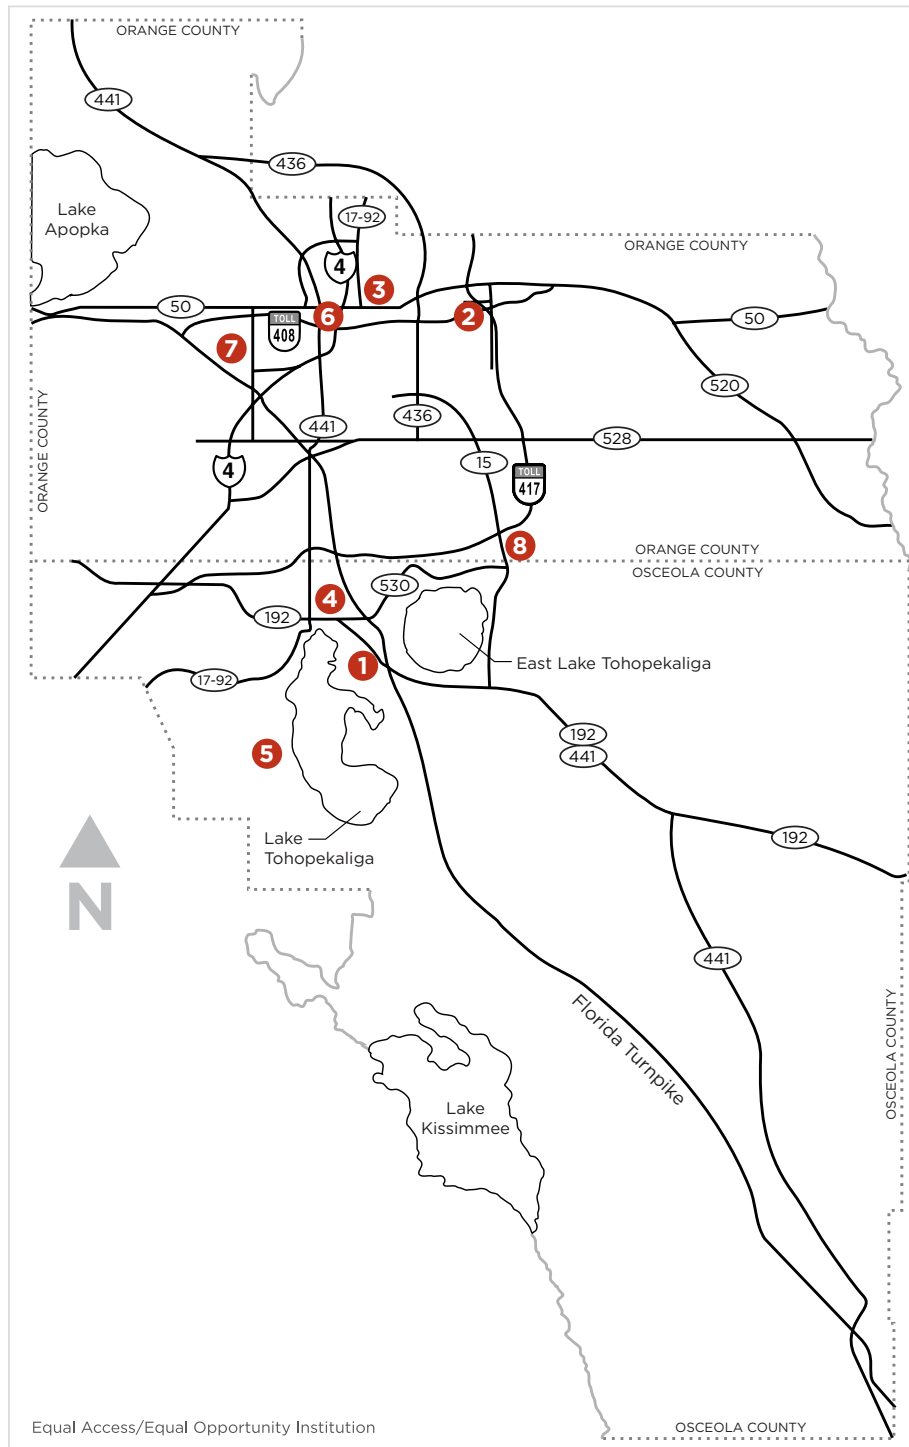 ORANGE COUNTY
441
436
17-92
Lake
Apopka
ORANGE COUNTY
4
3
50
6
2
TOLL
408
50
7
520
ORANGE COUNTY
441
436
528
4
15
TOLL
417
8
ORANGE COUNTY
OSCEOLA COUNTY
530
4
192
1
East Lake Tohopekaliga
17-92
192
441
5
Lake
Tohopekaliga
192
N
441
Florida Turnpike
OSCEOLA COUNTY
Lake
Kissimmee
Equal Access/Equal Opportunity Institution
OSCEOLA COUNTY